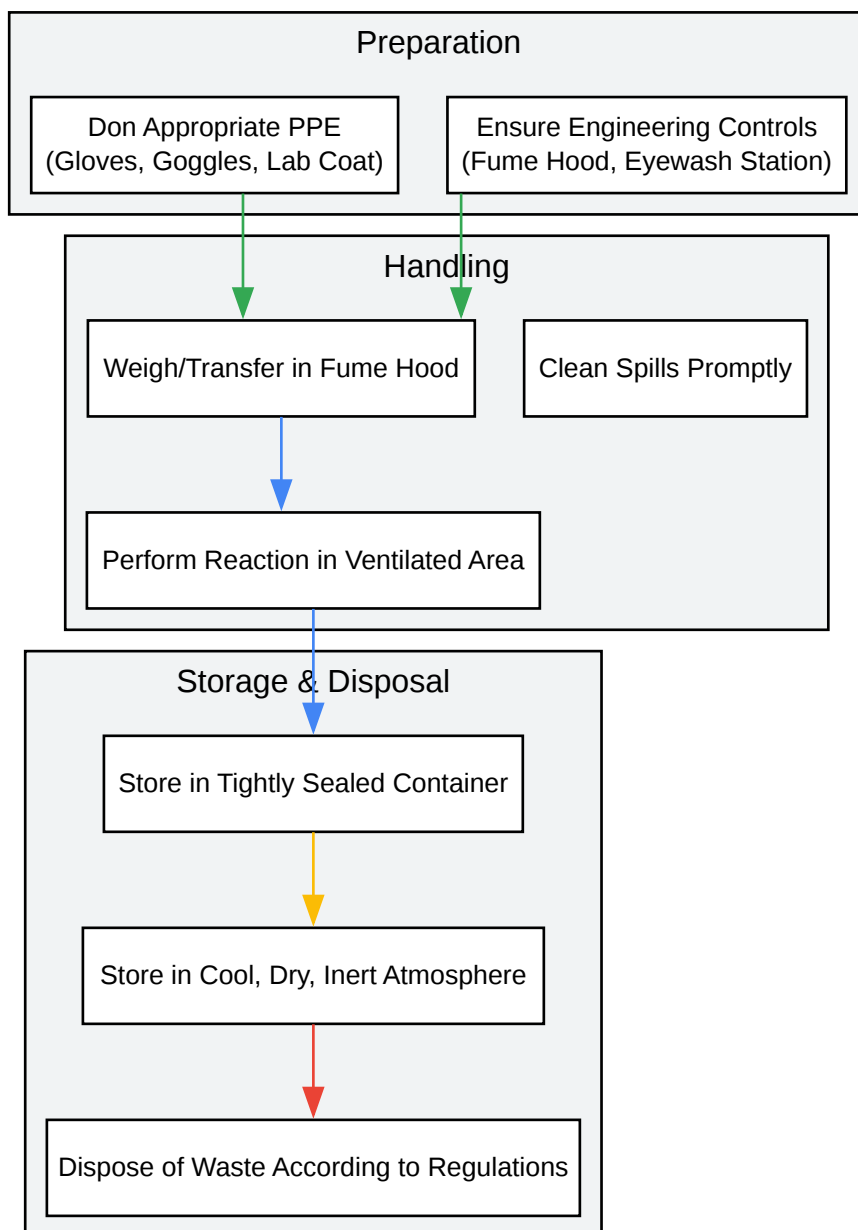 Preparation
Don Appropriate PPE
(Gloves, Goggles, Lab Coat)
Ensure Engineering Controls
(Fume Hood, Eyewash Station)
Handling
Weigh/Transfer in Fume Hood
Clean Spills Promptly
Perform Reaction in Ventilated Area
Storage & Disposal
Store in Tightly Sealed Container
Store in Cool, Dry, Inert Atmosphere
Dispose of Waste According to Regulations